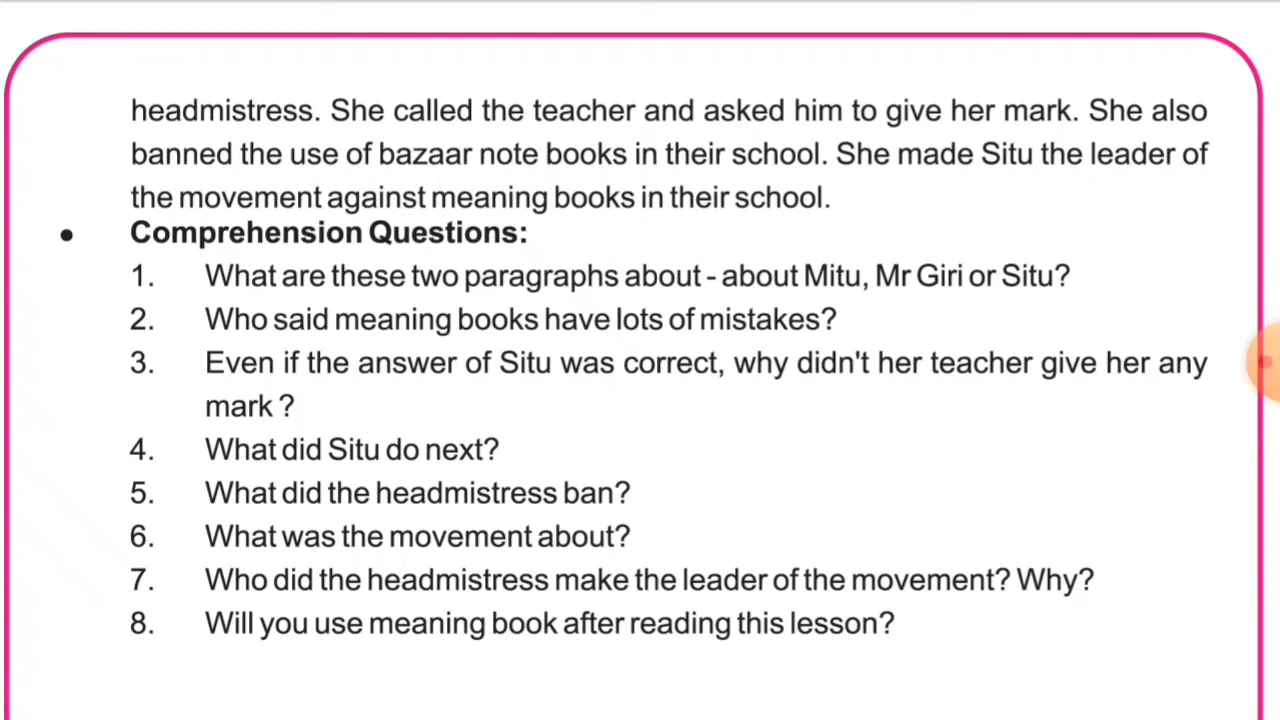 headmistress. She called the teacher and asked him to give her mark. She also
banned the use of bazaar note books in their school. She made Situ the leader of
the movement against meaning books in their school.
• Comprehension Questions:
1. What are these two paragraphs about - about Mitu, Mr Giri or Situ?
2. Who said meaning books have lots of mistakes?
3. Even if the answer of Situ was correct, why didn't her teacher give her any
mark ?
4. What did Situ do next?
5. What did the headmistress ban?
6. What was the movement about?
7. Who did the headmistress make the leader of the movement? Why?
8. Will you use meaning book after reading this lesson?